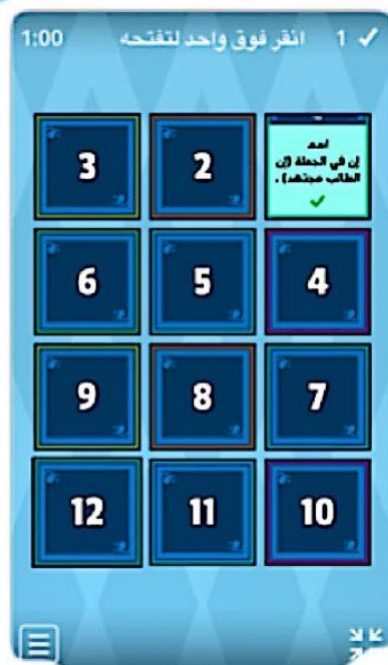 1 ✓ انقر فوق واحد لتفتحه 1:00
اسم
إن في الجملة (إن
الطالب مجتهد) .
✓
2 3
4 5 6
7 8 9
10 11 12